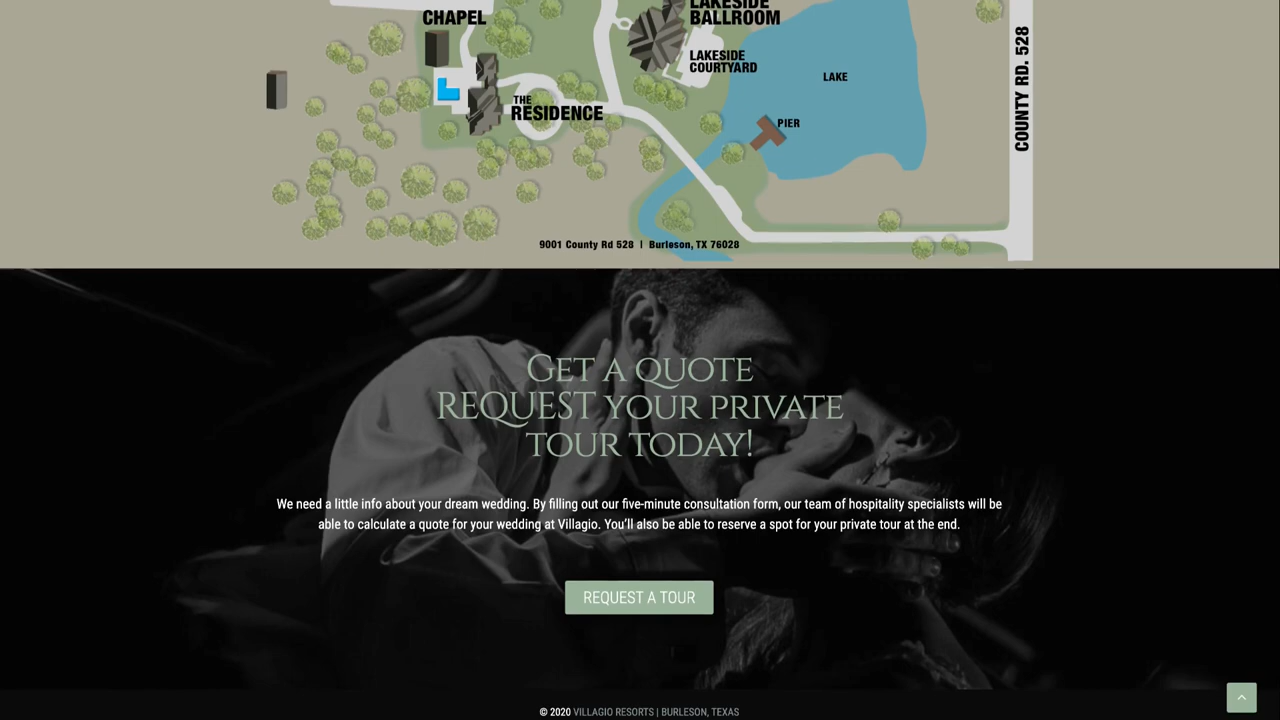 LAKESIDE
BALLROOM
CHAPEL
LAKESIDE
COURTYARD
LAKE
COUNTY RD. 528
THE
RESIDENCE
PIER
9001 County Rd 528 | Burleson, TX 76028
GET A QUOTE
REQUEST YOUR PRIVATE
TOUR TODAY!
We need a little info about your dream wedding. By filling out our five-minute consultation form, our team of hospitality specialists will be
able to calculate a quote for your wedding at Villagio. You’ll also be able to reserve a spot for your private tour at the end.
REQUEST A TOUR
© 2020 VILLAGIO RESORTS | BURLESON, TEXAS